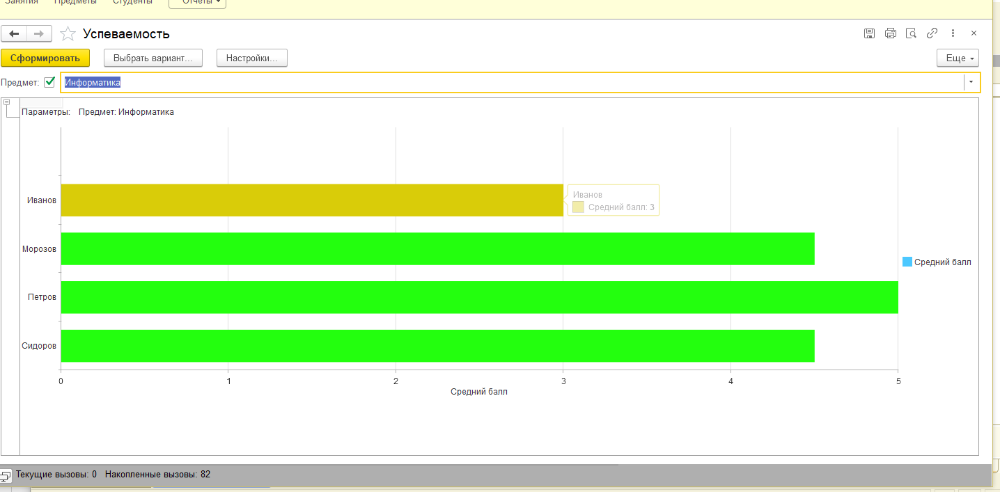 Занятия Предметы Студенты Отчеты
Успеваемость
Сформировать Выбрать вариант... Настройки... Еще
Предмет: Информатика
Параметры: Предмет: Информатика
Иванов
Иванов
Средний балл: 3
Морозов
Средний балл
Петров
Сидоров
0 1 2 3 4 5
Средний балл
Текущие вызовы: 0 Накопленные вызовы: 82